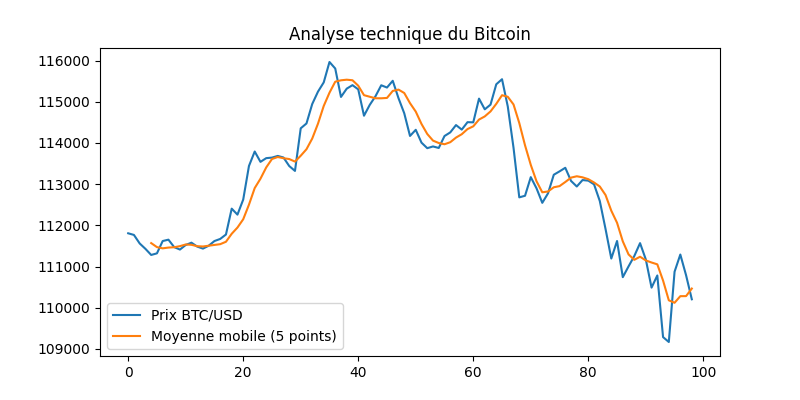 Analyse technique du Bitcoin
116000
115000
114000
113000
112000
111000
110000
109000
Prix BTC/USD
Moyenne mobile (5 points)
0 20 40 60 80 100